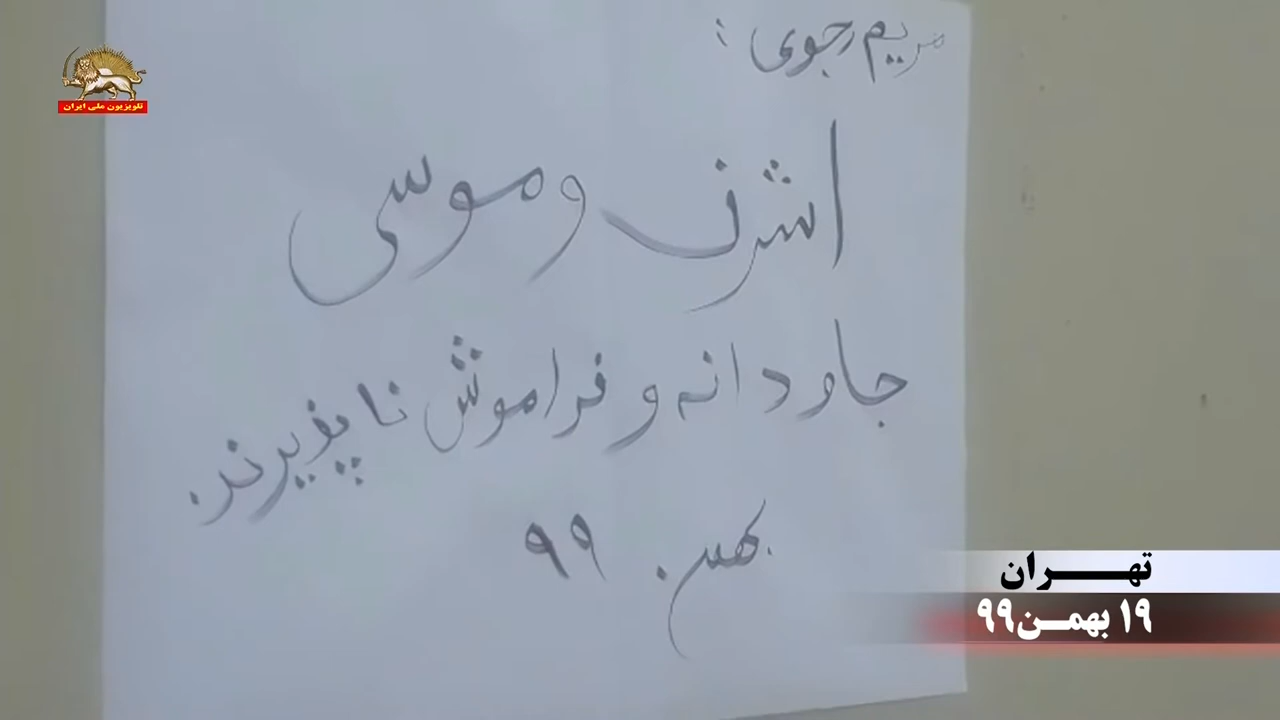 تلویزیون ملی ایران
مریم رجوی :
اشرف و موسی
جاودانه و فراموش ناپذیرند.
بهمن ۹۹
تهران
۱۹ بهمن۹۹